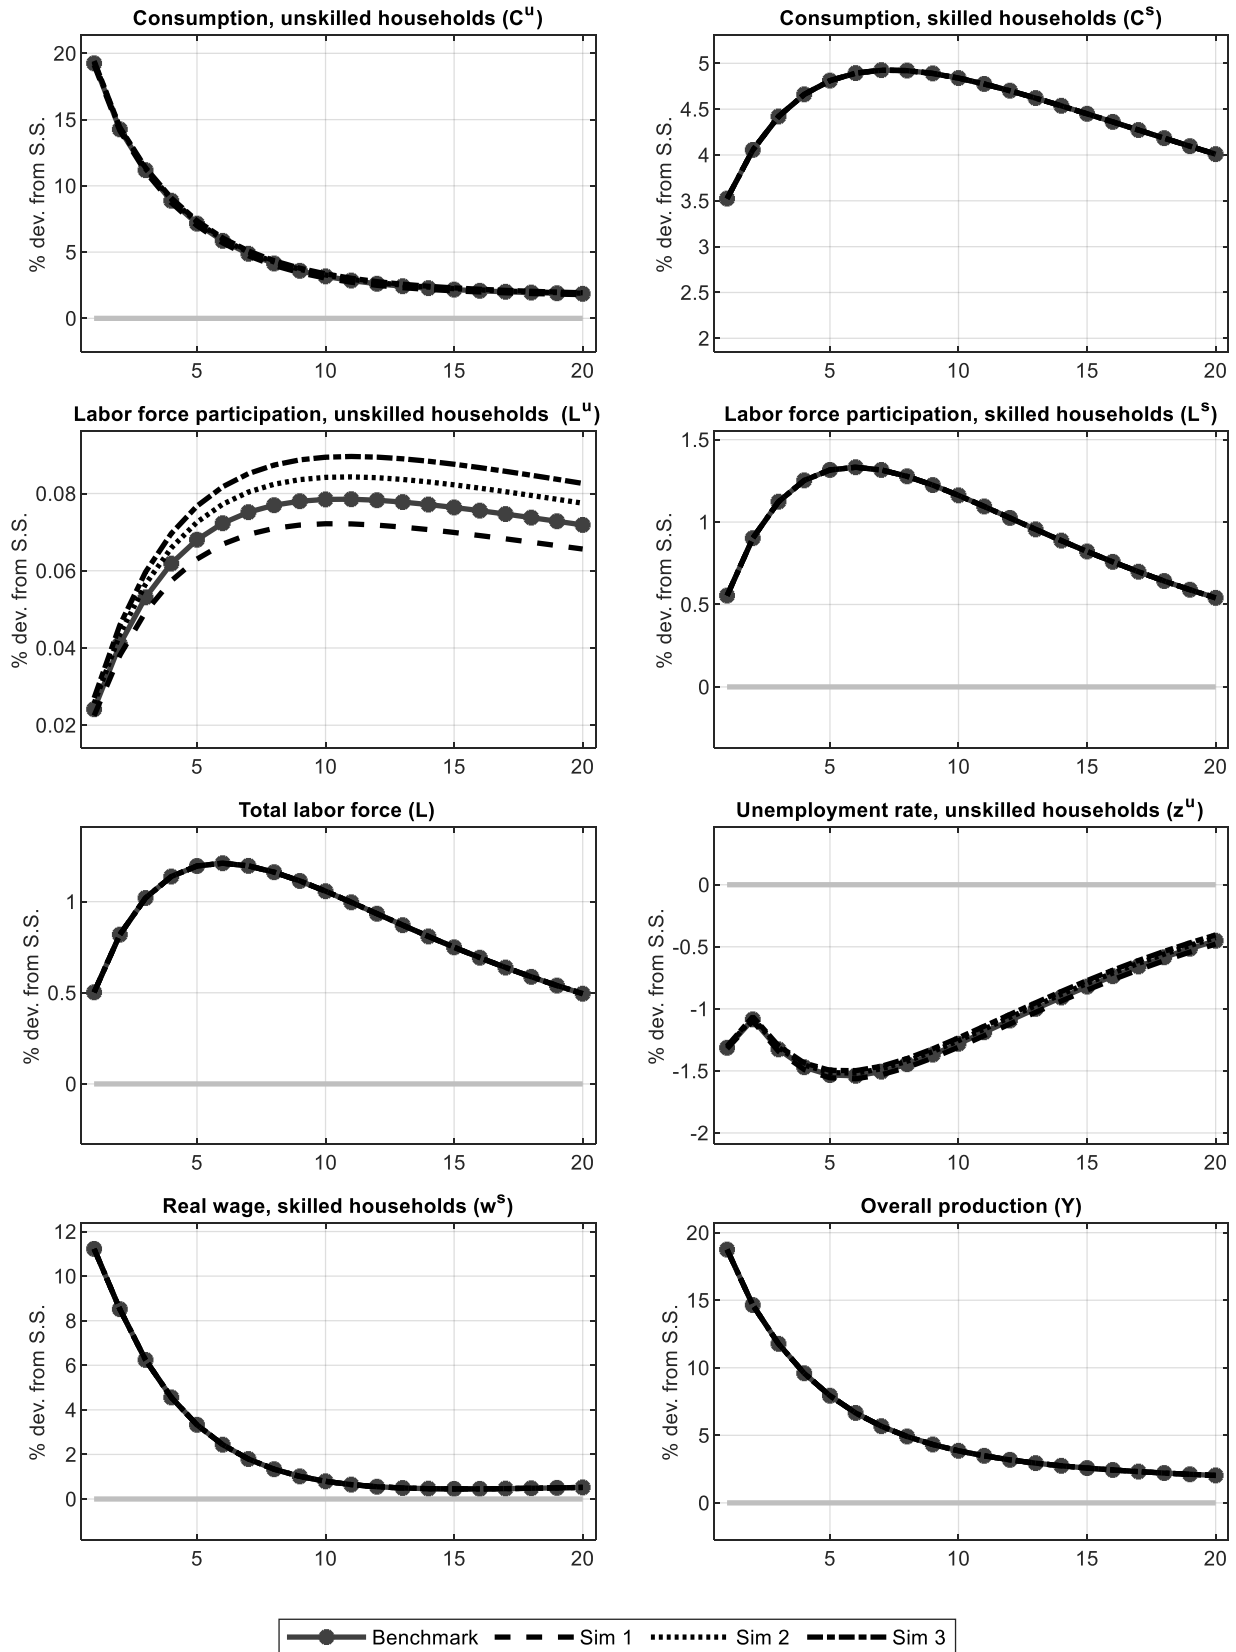 Consumption, unskilled households (C^u)
% dev. from S.S.
20
15
10
5
0
5 10 15 20
Consumption, skilled households (C^s)
% dev. from S.S.
5
4.5
4
3.5
3
2.5
2
5 10 15 20
Labor force participation, unskilled households (L^u)
% dev. from S.S.
0.08
0.06
0.04
0.02
5 10 15 20
Labor force participation, skilled households (L^s)
% dev. from S.S.
1.5
1
0.5
0
5 10 15 20
Total labor force (L)
% dev. from S.S.
1
0.5
0
5 10 15 20
Unemployment rate, unskilled households (z^u)
% dev. from S.S.
0
-0.5
-1
-1.5
-2
5 10 15 20
Real wage, skilled households (w^s)
% dev. from S.S.
12
10
8
6
4
2
0
5 10 15 20
Overall production (Y)
% dev. from S.S.
20
15
10
5
0
5 10 15 20
Benchmark Sim 1 Sim 2 Sim 3